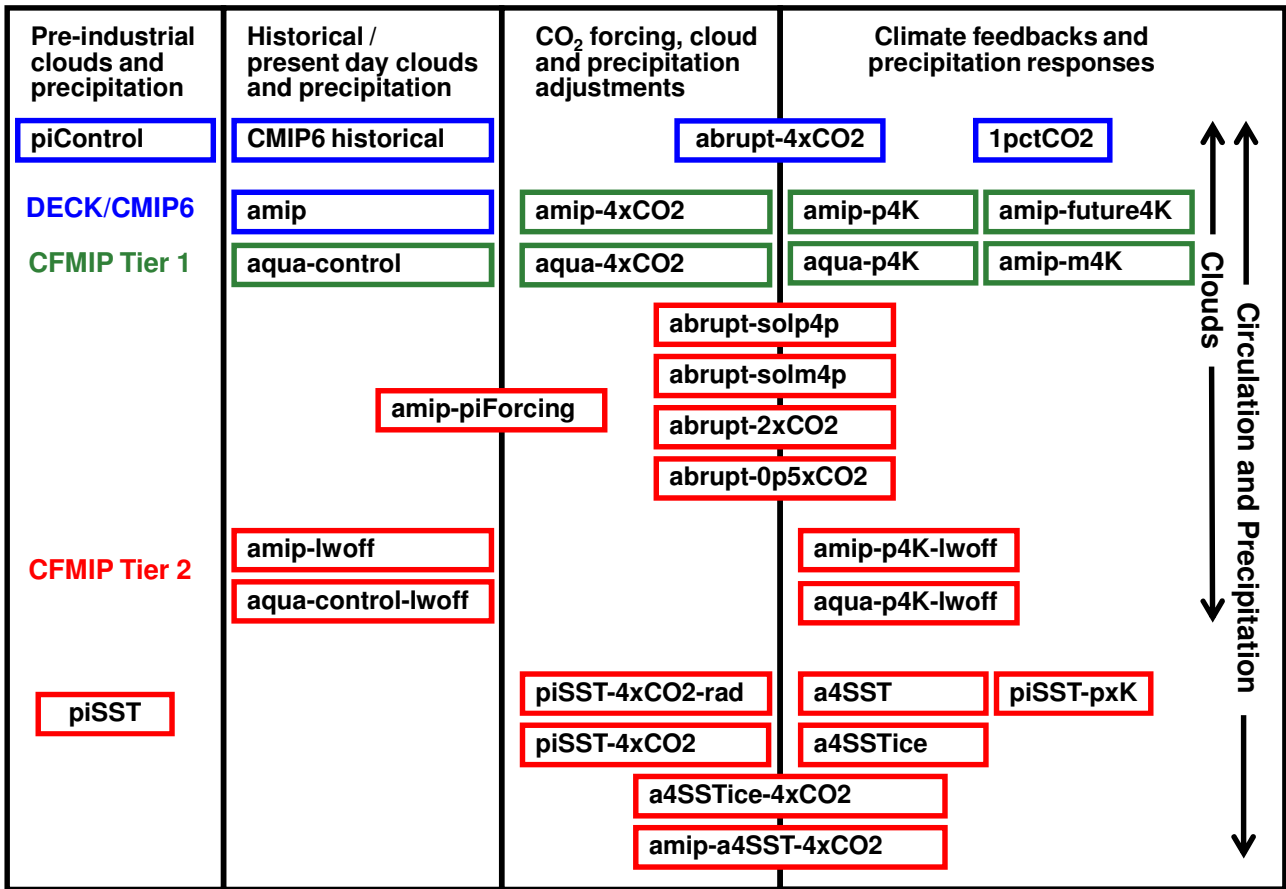 Pre-industrial
clouds and
precipitation
Historical /
present day clouds
and precipitation
CO₂ forcing, cloud
and precipitation
adjustments
Climate feedbacks and
precipitation responses
piControl
CMIP6 historical
abrupt-4xCO2
1pctCO2
DECK/CMIP6
amip
amip-4xCO2
amip-p4K
amip-future4K
CFMIP Tier 1
aqua-control
aqua-4xCO2
aqua-p4K
amip-m4K
abrupt-solp4p
abrupt-solm4p
amip-piForcing
abrupt-2xCO2
abrupt-0p5xCO2
CFMIP Tier 2
amip-lwoff
amip-p4K-lwoff
aqua-control-lwoff
aqua-p4K-lwoff
piSST
piSST-4xCO2-rad
a4SST
piSST-pxK
piSST-4xCO2
a4SSTice
a4SSTice-4xCO2
amip-a4SST-4xCO2
Clouds
Circulation and Precipitation